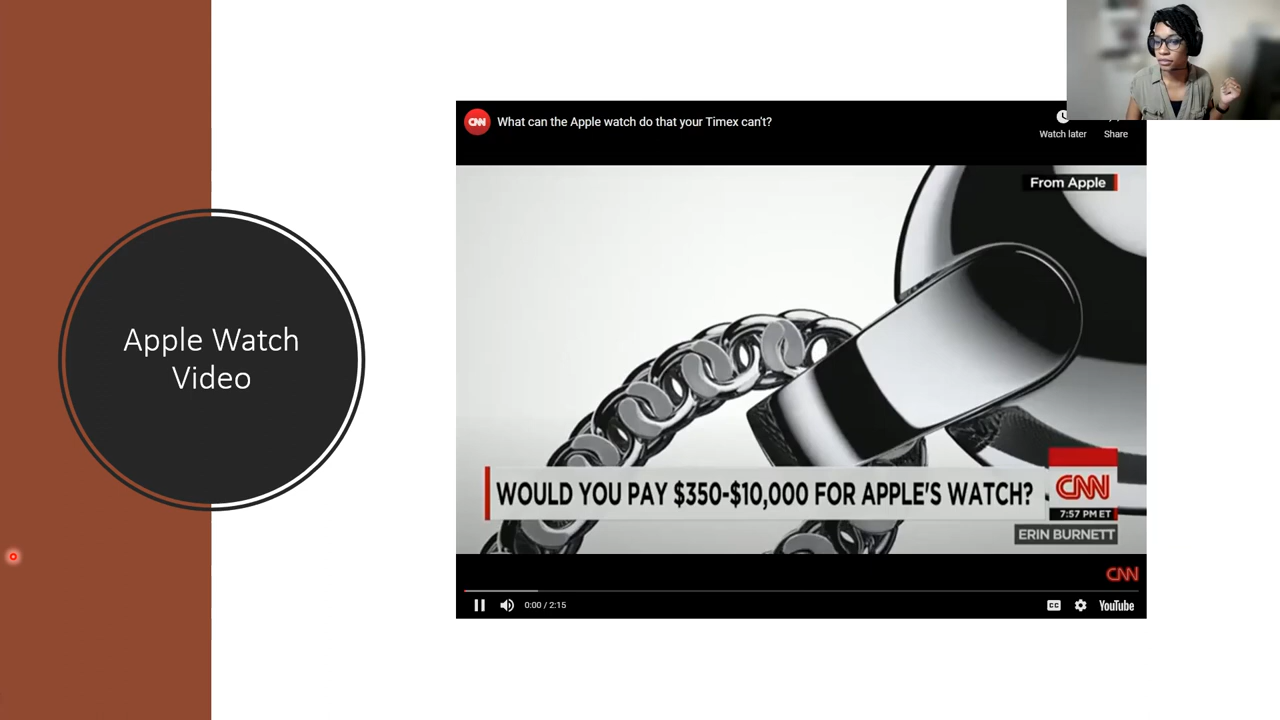 Apple Watch
Video
CNN
What can the Apple watch do that your Timex can't?
Watch later
Share
From Apple
WOULD YOU PAY $350-$10,000 FOR APPLE'S WATCH?
CNN
7:57 PM ET
ERIN BURNETT
CNN
0:00 / 2:15
CC
YouTube